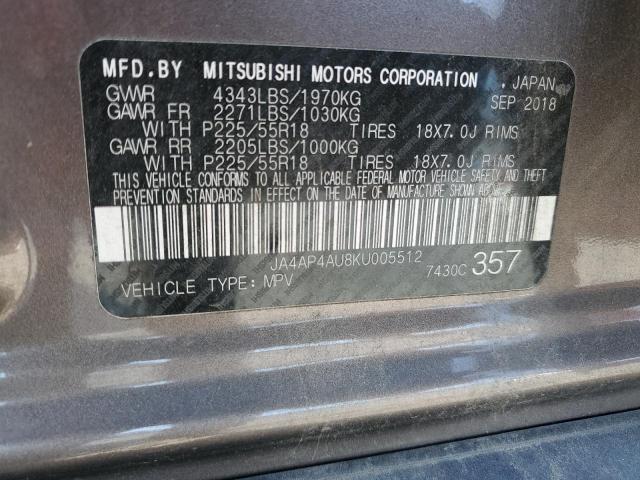 MFD.BY MITSUBISHI MOTORS CORPORATION , JAPAN
GVWR 4343LBS/1970KG SEP 2018
GAWR FR 2271LBS/1030KG
WITH P225/55R18 TIRES 18X7.0J RIMS
GAWR RR 2205LBS/1000KG
WITH P225/55R18 TIRES 18X7.0J RIMS
THIS VEHICLE CONFORMS TO ALL APPLICABLE FEDERAL MOTOR VEHICLE SAFETY AND THEFT
PREVENTION STANDARDS IN EFFECT ON THE DATE OF MANUFACTURE SHOWN ABOVE.
JA4AP4AU8KU005512
VEHICLE TYPE: MPV 7430C 357